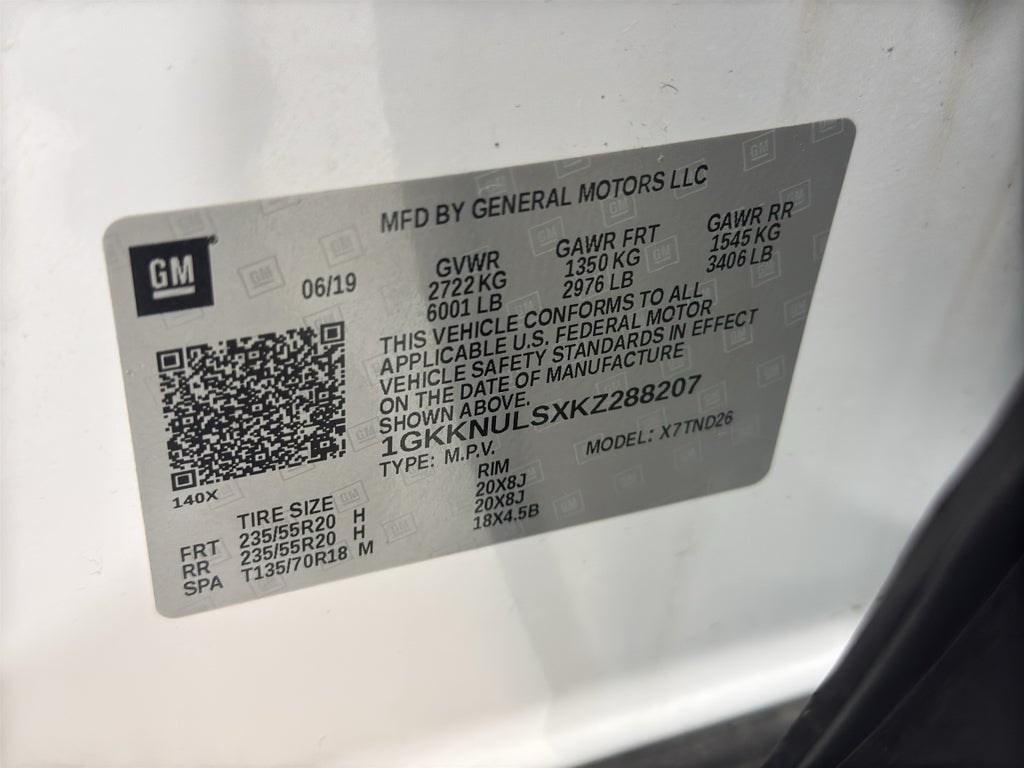 MFD BY GENERAL MOTORS LLC
GM
06/19
GVWR
2722 KG
6001 LB
GAWR FRT
1350 KG
2976 LB
GAWR RR
1545 KG
3406 LB
THIS VEHICLE CONFORMS TO ALL
APPLICABLE U.S. FEDERAL MOTOR
VEHICLE SAFETY STANDARDS IN EFFECT
ON THE DATE OF MANUFACTURE
SHOWN ABOVE.
1GKKNULSXKZ288207
TYPE: M.P.V.
MODEL: X7TND26
140X
TIRE SIZE RIM
FRT 235/55R20 H 20X8J
RR 235/55R20 H 20X8J
SPA T135/70R18 M 18X4.5B